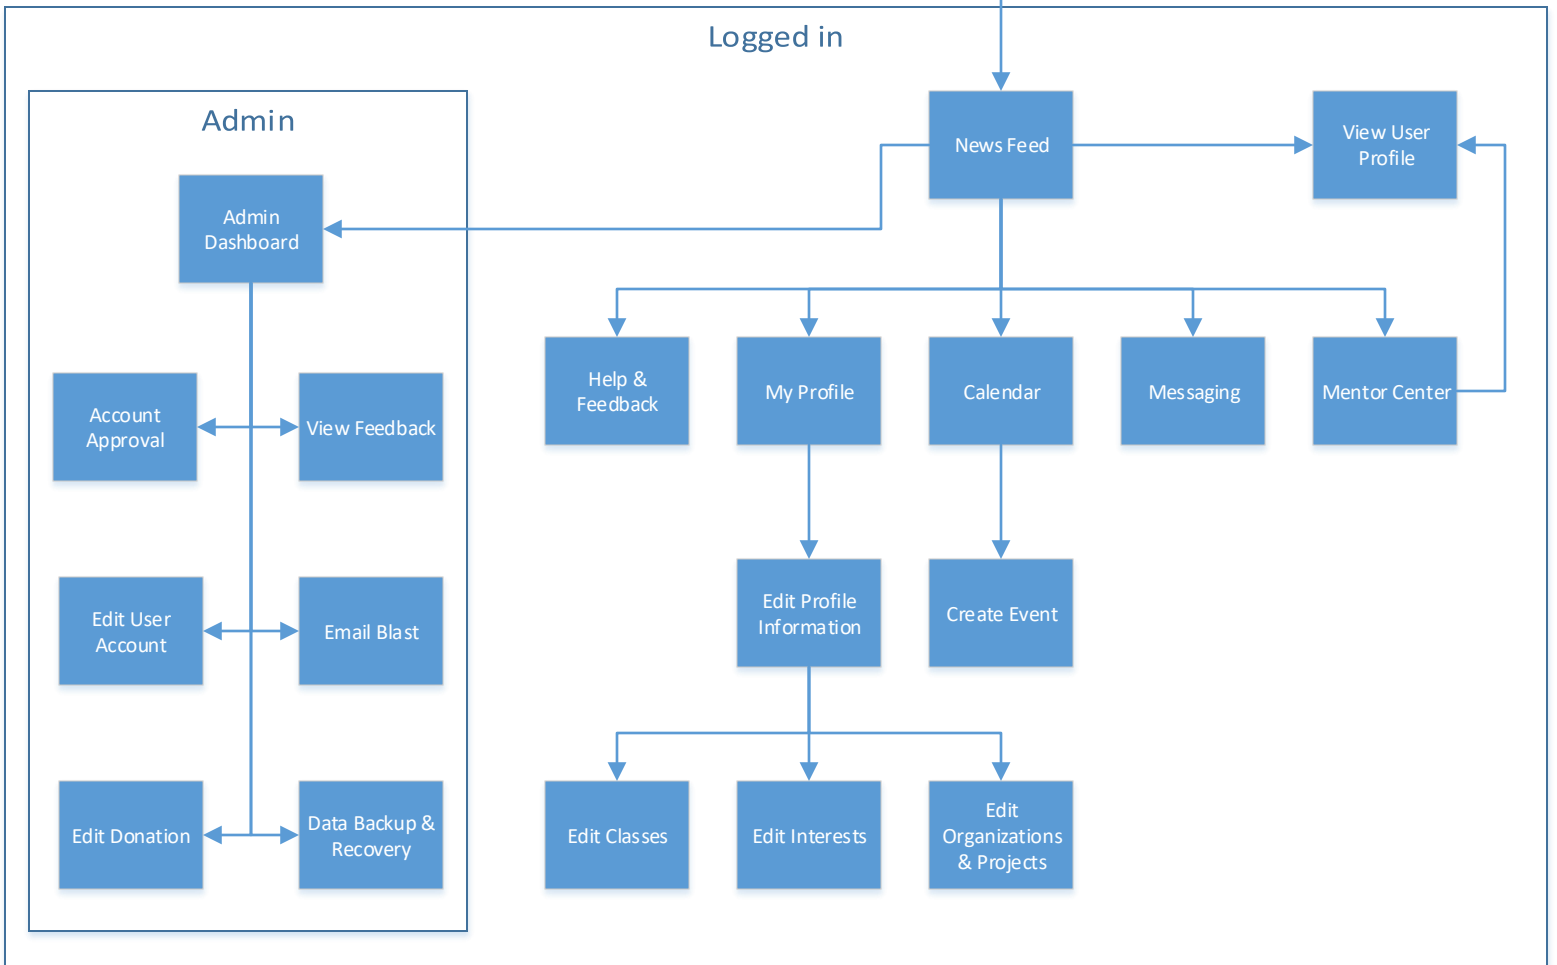 Logged in
Admin
News Feed
View User
Profile
Admin
Dashboard
Help &
Feedback
My Profile
Calendar
Messaging
Mentor Center
Account
Approval
View Feedback
Edit User
Account
Email Blast
Edit Profile
Information
Create Event
Edit Donation
Data Backup &
Recovery
Edit Classes
Edit Interests
Edit
Organizations
& Projects